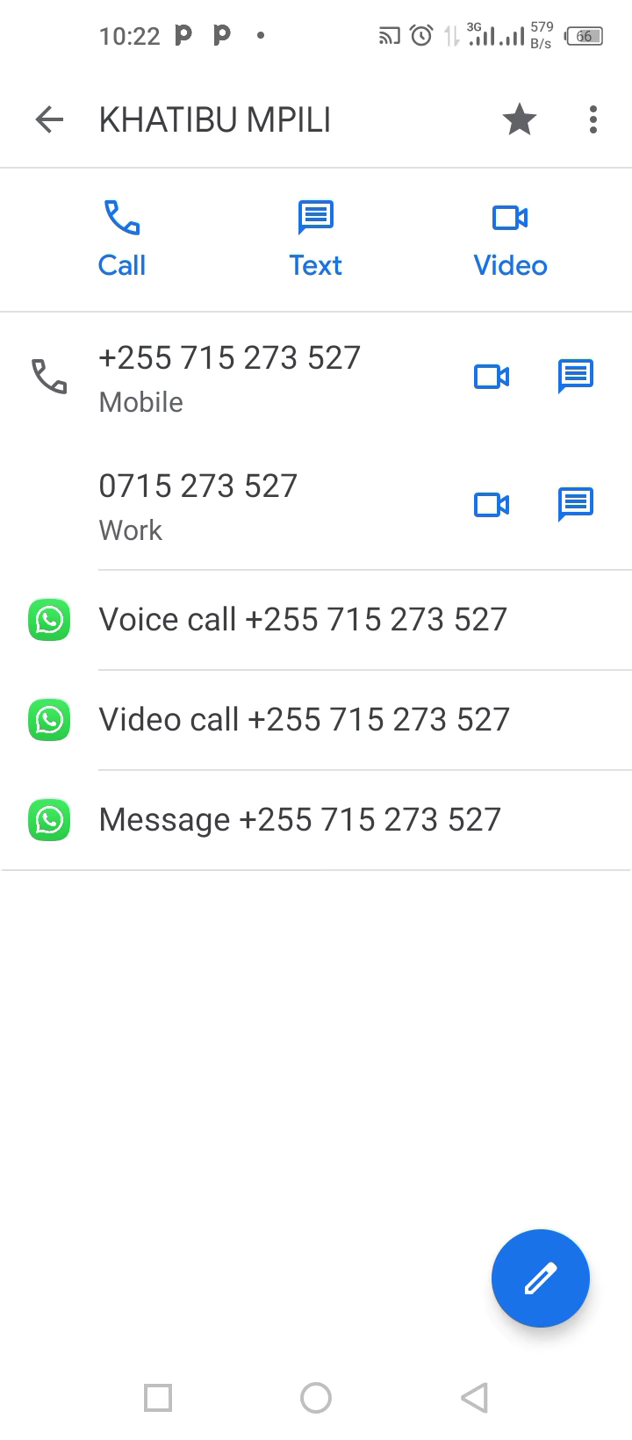 10:22 P P • 3G 579 B/s 66
KHATIBU MPILI
Call Text Video
+255 715 273 527
Mobile
0715 273 527
Work
Voice call +255 715 273 527
Video call +255 715 273 527
Message +255 715 273 527